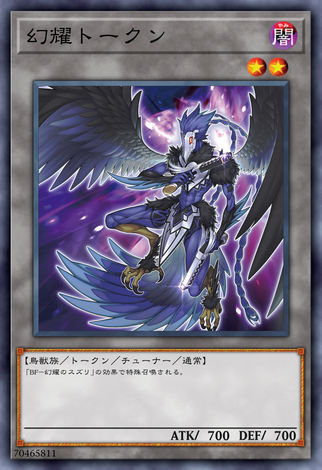 幻耀トークン
やみ
闇
【鳥獣族／トークン／チューナー／通常】
「BF－幻耀のスズリ」の効果で特殊召喚される。
ATK/ 700 DEF/ 700
70465811